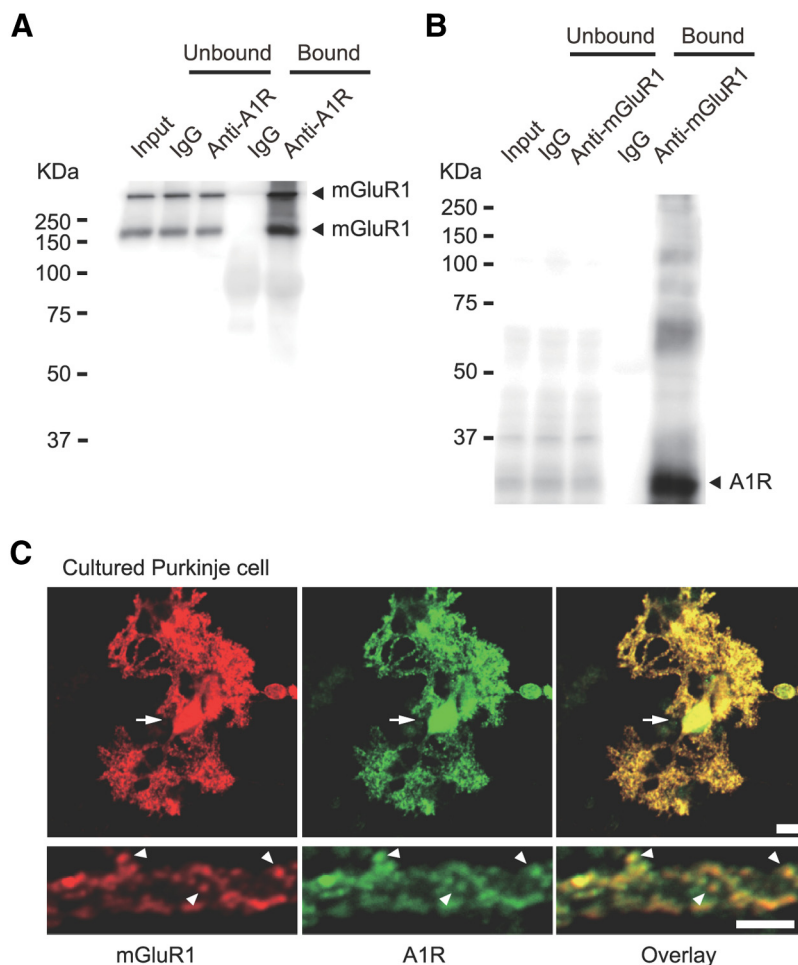 A
Unbound
Bound
Input
IgG
Anti-A1R
IgG
Anti-A1R
KDa
250
150
100
75
50
37
mGluR1
mGluR1
B
Unbound
Bound
Input
IgG
Anti-mGluR1
IgG
Anti-mGluR1
KDa
250
150
100
75
50
37
A1R
C
Cultured Purkinje cell
mGluR1
A1R
Overlay